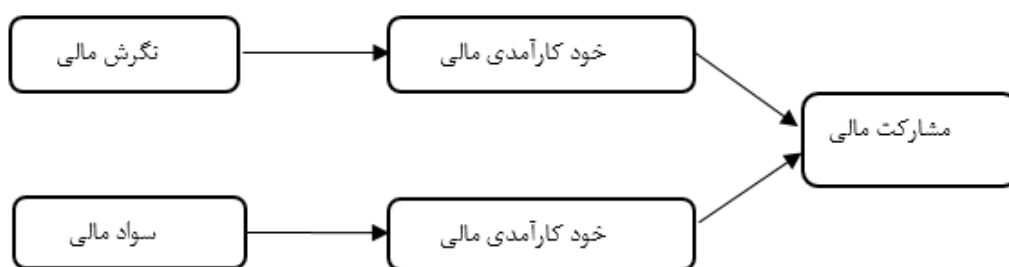 نگرش مالی
خود کارآمدی مالی
مشارکت مالی
سواد مالی
خود کارآمدی مالی